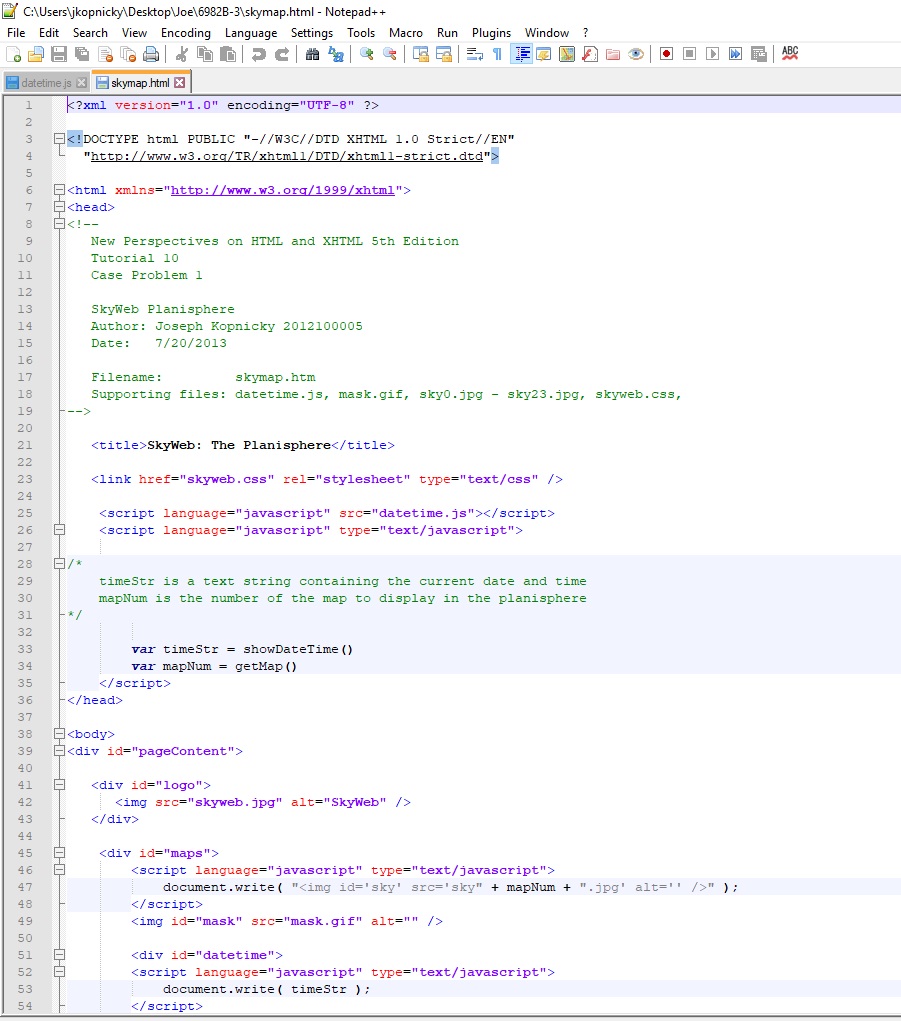 C:\Users\jkopnicky\Desktop\Joe\6982B-3\skymap.html - Notepad++
File Edit Search View Encoding Language Settings Tools Macro Run Plugins Window ?
ABC
datetime.js skymap.html
1 <?xml version="1.0" encoding="UTF-8" ?>
2
3 <!DOCTYPE html PUBLIC "-//W3C//DTD XHTML 1.0 Strict//EN"
4 "http://www.w3.org/TR/xhtml1/DTD/xhtml1-strict.dtd">
5
6 <html xmlns="http://www.w3.org/1999/xhtml">
7 <head>
8 <!--
9 New Perspectives on HTML and XHTML 5th Edition
10 Tutorial 10
11 Case Problem 1
12
13 SkyWeb Planisphere
14 Author: Joseph Kopnicky 2012100005
15 Date: 7/20/2013
16
17 Filename: skymap.htm
18 Supporting files: datetime.js, mask.gif, sky0.jpg - sky23.jpg, skyweb.css,
19 -->
20
21 <title>SkyWeb: The Planisphere</title>
22
23 <link href="skyweb.css" rel="stylesheet" type="text/css" />
24
25 <script language="javascript" src="datetime.js"></script>
26 <script language="javascript" type="text/javascript">
27
28 /*
29 timeStr is a text string containing the current date and time
30 mapNum is the number of the map to display in the planisphere
31 */
32
33 var timeStr = showDateTime()
34 var mapNum = getMap()
35 </script>
36 </head>
37
38 <body>
39 <div id="pageContent">
40
41 <div id="logo">
42 <img src="skyweb.jpg" alt="SkyWeb" />
43 </div>
44
45 <div id="maps">
46 <script language="javascript" type="text/javascript">
47 document.write( "<img id='sky' src='sky" + mapNum + ".jpg' alt='' />" );
48 </script>
49 <img id="mask" src="mask.gif" alt="" />
50
51 <div id="datetime">
52 <script language="javascript" type="text/javascript">
53 document.write( timeStr );
54 </script>